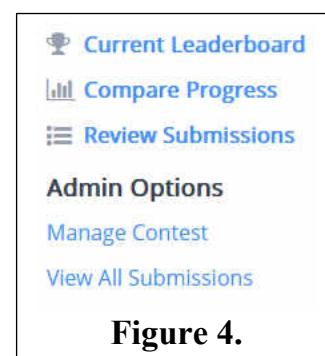 Current Leaderboard
Compare Progress
Review Submissions
Admin Options
Manage Contest
View All Submissions
Figure 4.